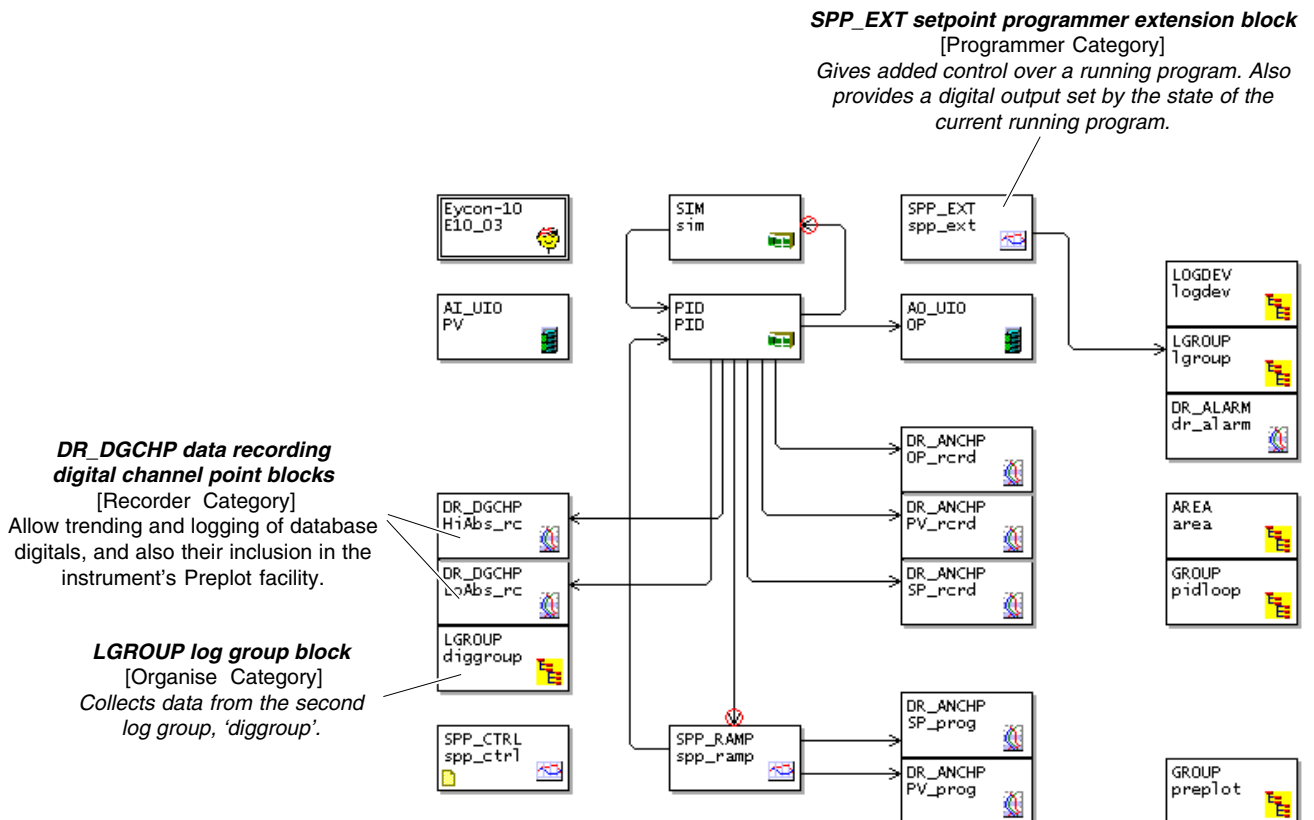 SPP_EXT setpoint programmer extension block
[Programmer Category]
Gives added control over a running program. Also
provides a digital output set by the state of the
current running program.
Eycon-10
E10_03
SIM
sim
SPP_EXT
spp_ext
LOGDEV
logdev
AI_UIO
PV
PID
PID
AO_UIO
OP
LGROUP
lgroup
DR_ALARM
dr_alarm
DR_DGCHP data recording
digital channel point blocks
[Recorder Category]
Allow trending and logging of database
digitals, and also their inclusion in the
instrument's Preplot facility.
DR_ANCHP
OP_rcrd
DR_DGCHP
HiAbs_rc
DR_ANCHP
PV_rcrd
AREA
area
DR_DGCHP
LoAbs_rc
DR_ANCHP
SP_rcrd
GROUP
pidloop
LGROUP log group block
[Organise Category]
Collects data from the second
log group, 'diggroup'.
LGROUP
diggroup
DR_ANCHP
SP_prog
SPP_CTRL
spp_ctrl
SPP_RAMP
spp_ramp
DR_ANCHP
PV_prog
GROUP
preplot